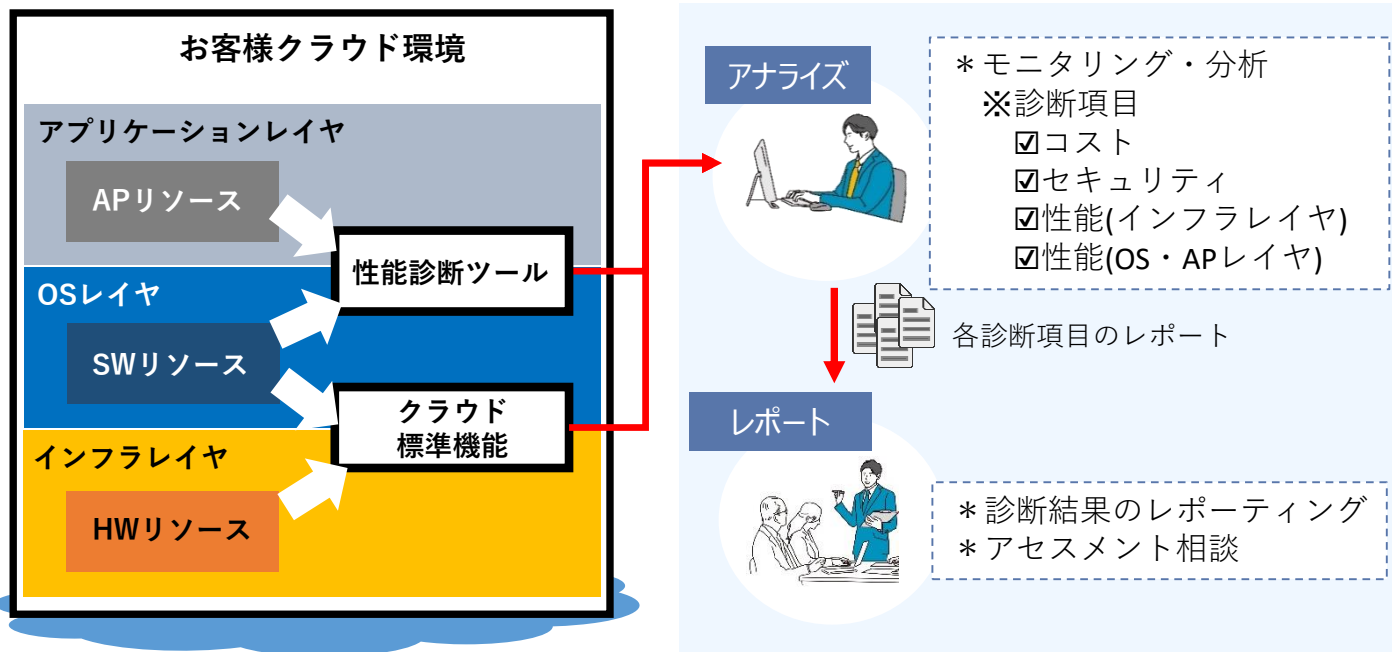 お客様クラウド環境
アプリケーションレイヤ
APリソース
性能診断ツール
OSレイヤ
SWリソース
クラウド
標準機能
インフラレイヤ
HWリソース
アナライズ
＊モニタリング・分析
※診断項目
☑コスト
☑セキュリティ
☑性能(インフラレイヤ)
☑性能(OS・APレイヤ)
各診断項目のレポート
レポート
＊診断結果のレポーティング
＊アセスメント相談